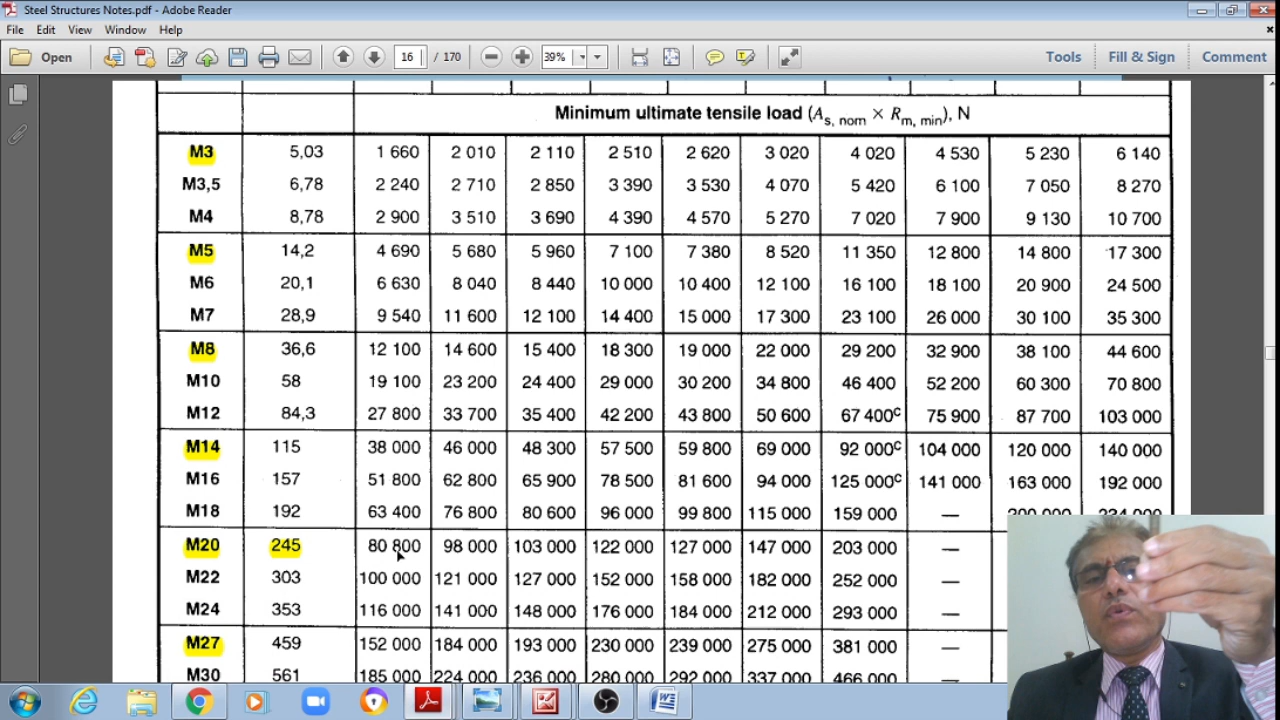 Steel Structures Notes.pdf - Adobe Reader
File Edit View Window Help
Open 16 / 170 39% Tools Fill & Sign Comment
Minimum ultimate tensile load (As, nom × Rm, min), N
M3 5,03 1 660 2 010 2 110 2 510 2 620 3 020 4 020 4 530 5 230 6 140
M3,5 6,78 2 240 2 710 2 850 3 390 3 530 4 070 5 420 6 100 7 050 8 270
M4 8,78 2 900 3 510 3 690 4 390 4 570 5 270 7 020 7 900 9 130 10 700
M5 14,2 4 690 5 680 5 960 7 100 7 380 8 520 11 350 12 800 14 800 17 300
M6 20,1 6 630 8 040 8 440 10 000 10 400 12 100 16 100 18 100 20 900 24 500
M7 28,9 9 540 11 600 12 100 14 400 15 000 17 300 23 100 26 000 30 100 35 300
M8 36,6 12 100 14 600 15 400 18 300 19 000 22 000 29 200 32 900 38 100 44 600
M10 58 19 100 23 200 24 400 29 000 30 200 34 800 46 400 52 200 60 300 70 800
M12 84,3 27 800 33 700 35 400 42 200 43 800 50 600 67 400c 75 900 87 700 103 000
M14 115 38 000 46 000 48 300 57 500 59 800 69 000 92 000c 104 000 120 000 140 000
M16 157 51 800 62 800 65 900 78 500 81 600 94 000 125 000c 141 000 163 000 192 000
M18 192 63 400 76 800 80 600 96 000 99 800 115 000 159 000 —
M20 245 80 800 98 000 103 000 122 000 127 000 147 000 203 000 —
M22 303 100 000 121 000 127 000 152 000 158 000 182 000 252 000 —
M24 353 116 000 141 000 148 000 176 000 184 000 212 000 293 000 —
M27 459 152 000 184 000 193 000 230 000 239 000 275 000 381 000 —
M30 561 185 000 224 000 236 000 280 000 292 000 337 000 466 000 —